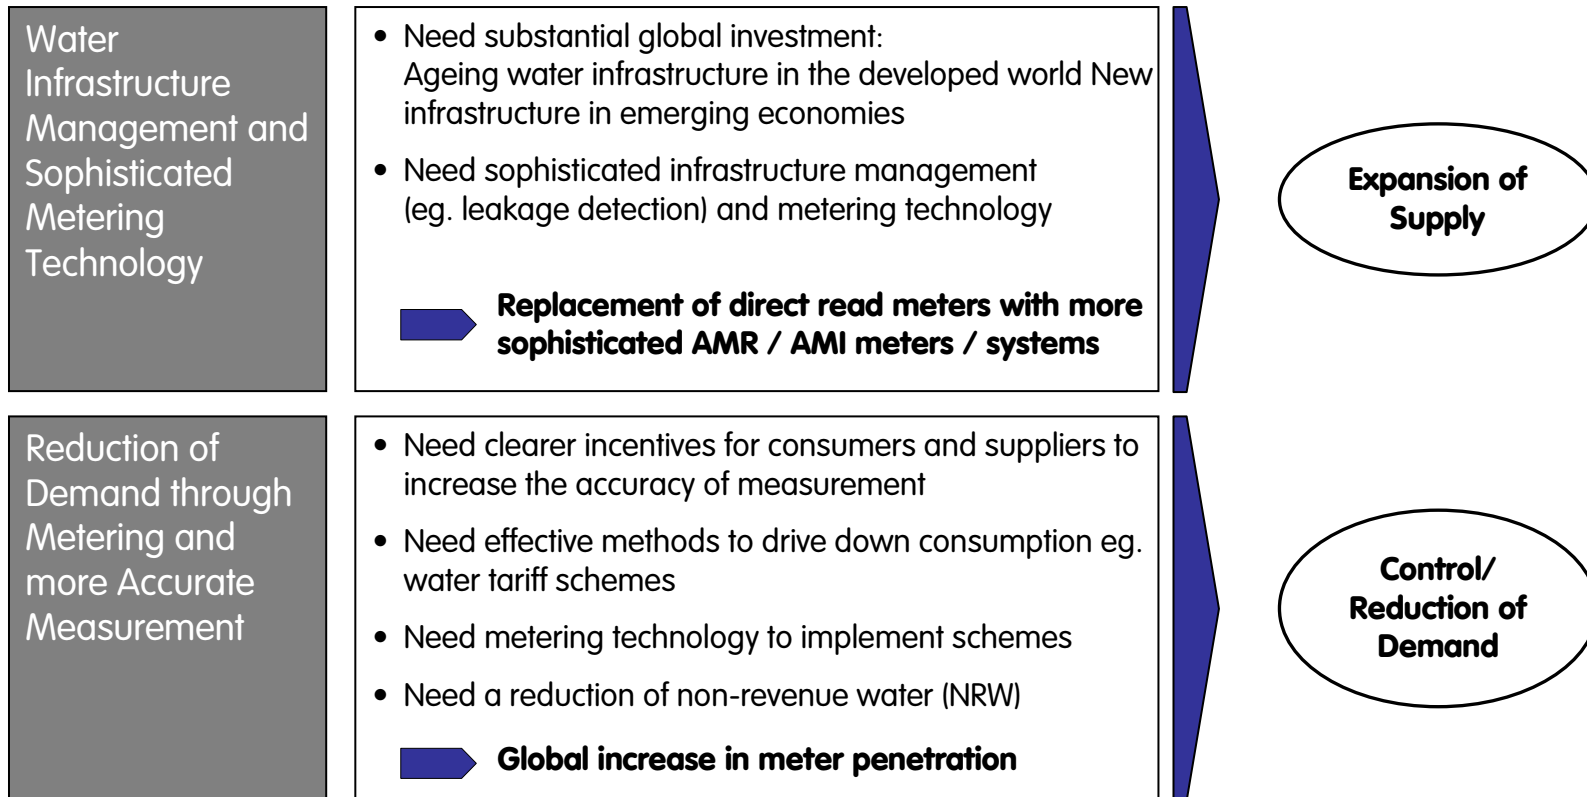 Water
Infrastructure
Management and
Sophisticated
Metering
Technology
• Need substantial global investment:
Ageing water infrastructure in the developed world New
infrastructure in emerging economies
• Need sophisticated infrastructure management
(eg. leakage detection) and metering technology
Replacement of direct read meters with more
sophisticated AMR / AMI meters / systems
Expansion of
Supply
Reduction of
Demand through
Metering and
more Accurate
Measurement
• Need clearer incentives for consumers and suppliers to
increase the accuracy of measurement
• Need effective methods to drive down consumption eg.
water tariff schemes
• Need metering technology to implement schemes
• Need a reduction of non-revenue water (NRW)
Global increase in meter penetration
Control/
Reduction of
Demand